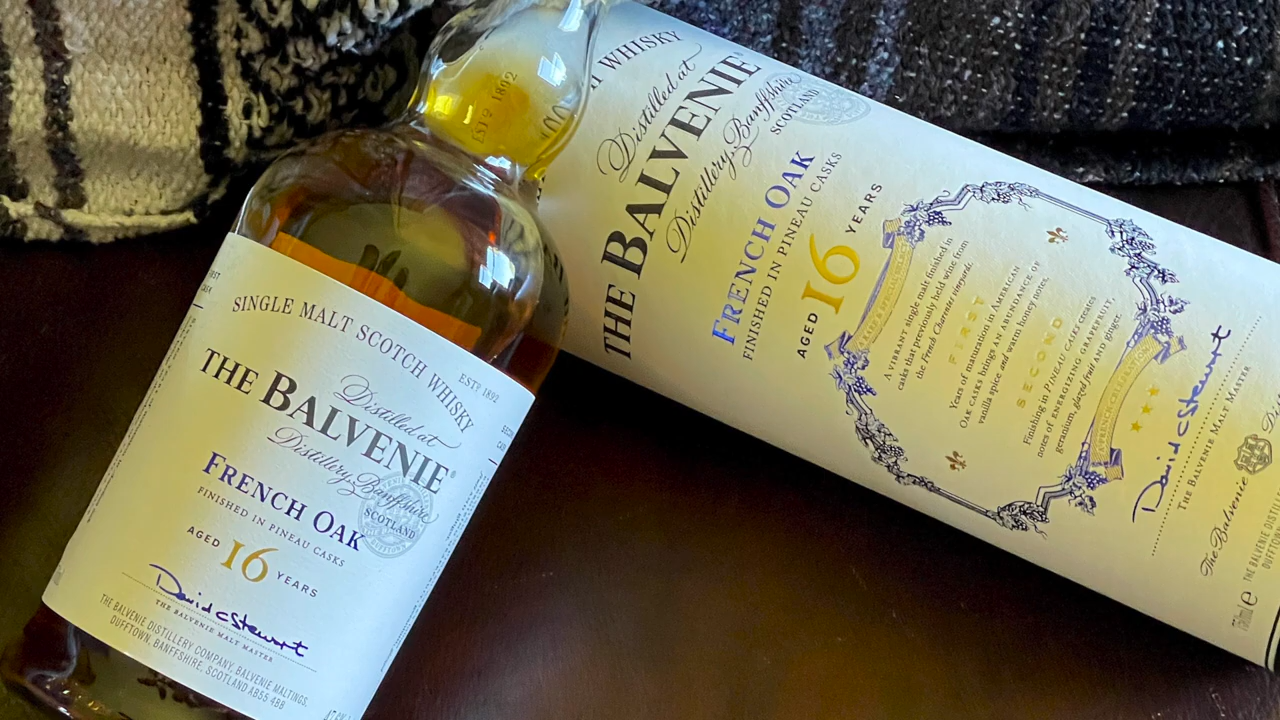 EST? 1892
SINGLE MALT SCOTCH WHISKY
ESTD 1892
Distilled at
THE BALVENIE®
Distillery, Banffshire
SCOTLAND
FRENCH OAK
FINISHED IN PINEAU CASKS
AGED 16 YEARS
David C Stewart
THE BALVENIE MALT MASTER
THE BALVENIE DISTILLERY COMPANY, BALVENIE MALTINGS,
DUFFTOWN, BANFFSHIRE, SCOTLAND AB55 4BB
WHISKY
Distilled at
THE BALVENIE®
Distillery, Banffshire
SCOTLAND
FRENCH OAK
FINISHED IN PINEAU CASKS
AGED 16 YEARS
A VIBRANT single malt finished in
casks that previously held wine from
the French Charentes vineyards.
FIRST
Years of maturation in AMERICAN
OAK CASKS brings AN ABUNDANCE OF
vanilla spice and warm honey notes.
SECOND
Finishing in PINEAU CASKS creates
notes of ENERGIZING GRAPEFRUIT,
geranium, glazed fruit AND ginger.
David C Stewart
THE BALVENIE MALT MASTER
The Balvenie